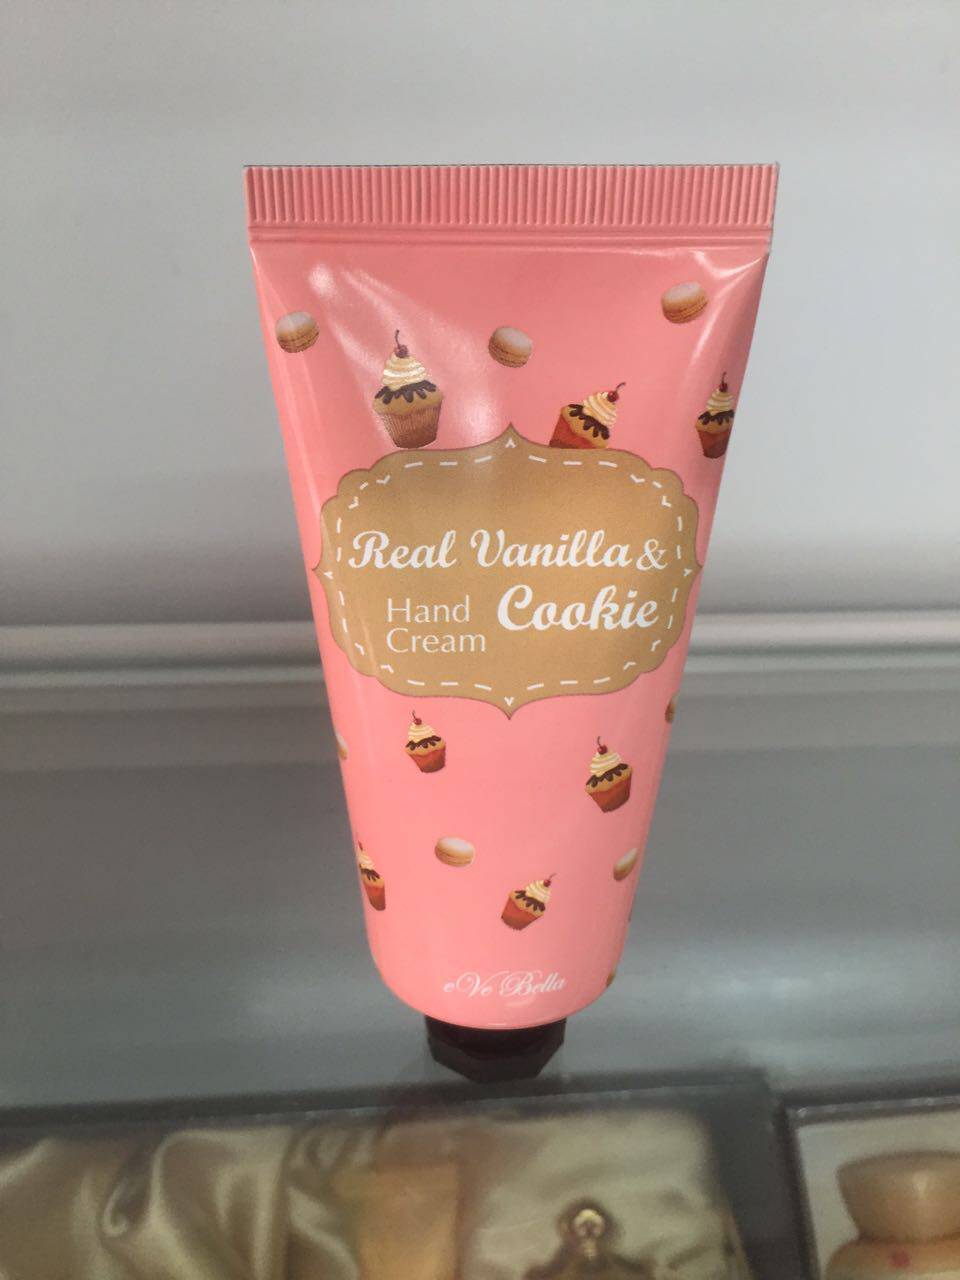 Real Vanilla &
Hand Cookie
Cream
eVe Bella